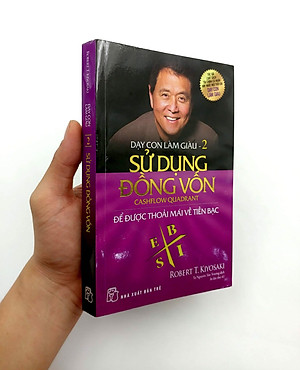 DẠY CON LÀM GIÀU - 2
SỬ DỤNG
ĐỒNG VỐN
CASHFLOW QUADRANT
ĐỂ ĐƯỢC THOẢI MÁI VỀ TIỀN BẠC
E B
S I
ROBERT T. KIYOSAKI
NHÀ XUẤT BẢN TRẺ
SỬ DỤNG ĐỒNG VỐN